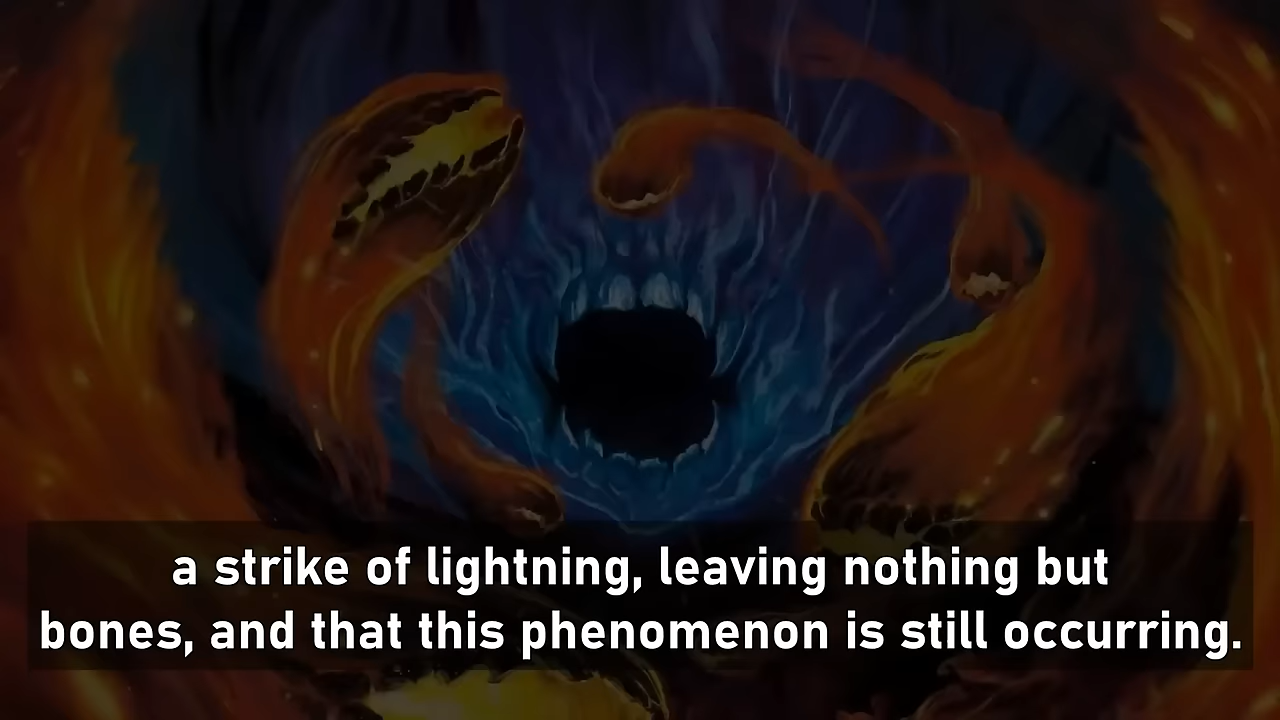 a strike of lightning, leaving nothing but
bones, and that this phenomenon is still occurring.